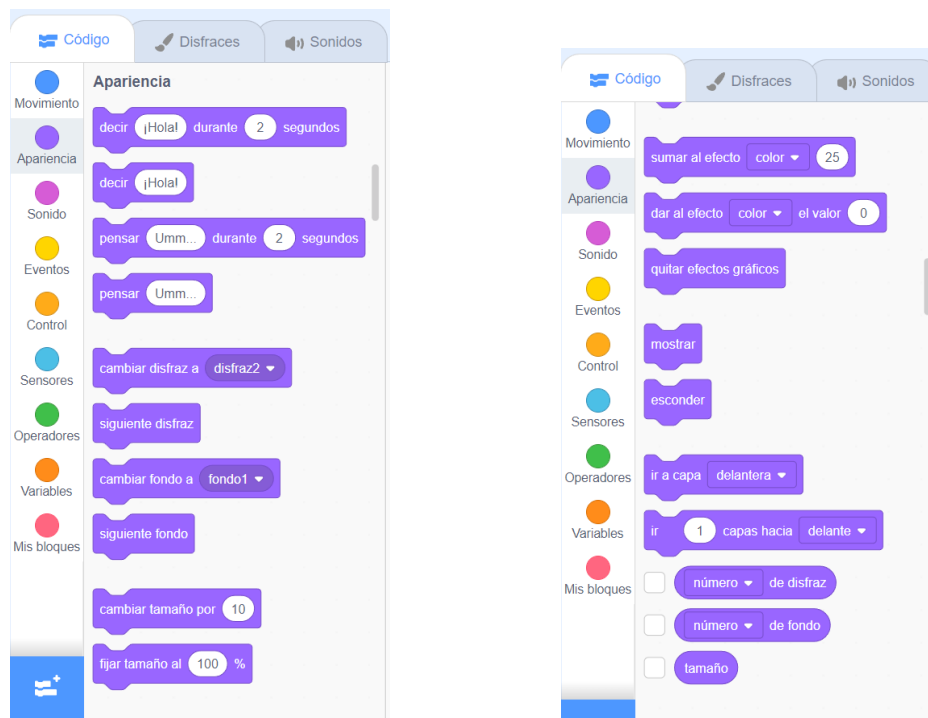 Código Disfraces Sonidos
Movimiento
Apariencia
Sonido
Eventos
Control
Sensores
Operadores
Variables
Mis bloques
Apariencia
decir ¡Hola! durante 2 segundos
decir ¡Hola!
pensar Umm... durante 2 segundos
pensar Umm...
cambiar disfraz a disfraz2
siguiente disfraz
cambiar fondo a fondo1
siguiente fondo
cambiar tamaño por 10
fijar tamaño al 100 %
Código Disfraces Sonidos
Movimiento
Apariencia
Sonido
Eventos
Control
Sensores
Operadores
Variables
Mis bloques
sumar al efecto color 25
dar al efecto color el valor 0
quitar efectos gráficos
mostrar
esconder
ir a capa delantera
ir 1 capas hacia delante
número de disfraz
número de fondo
tamaño